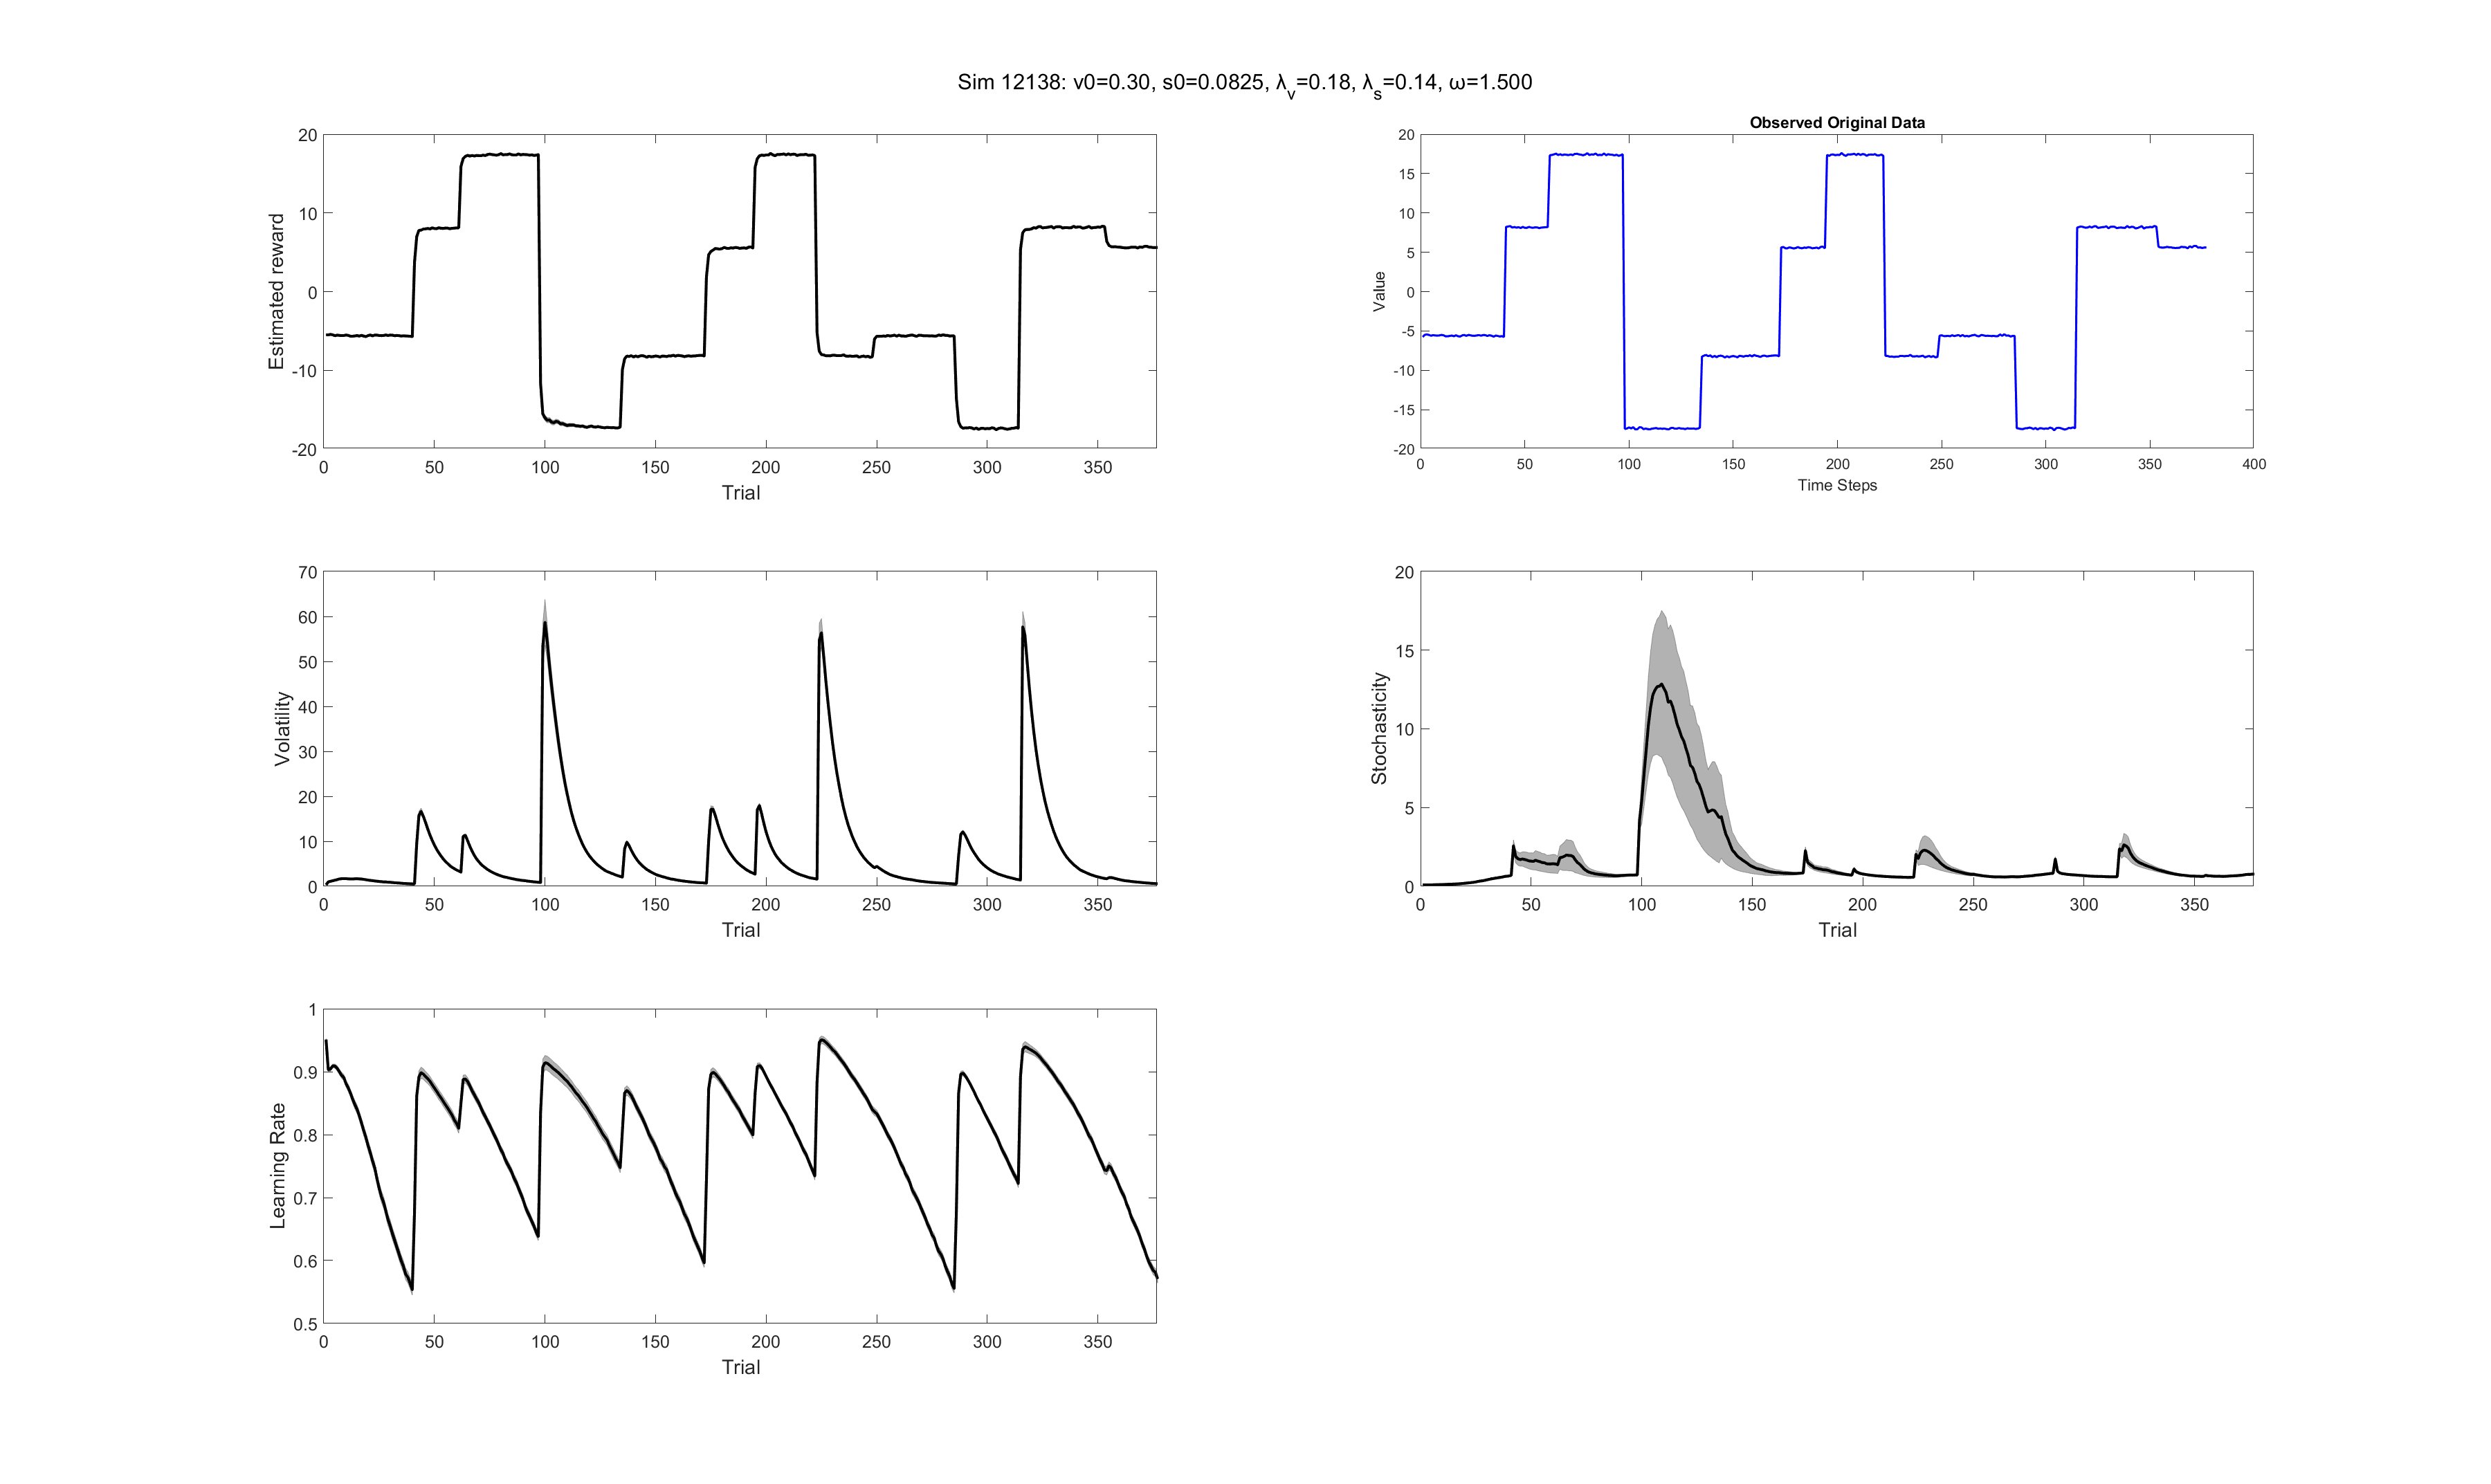 Sim 12138: v0=0.30, s0=0.0825, λv=0.18, λs=0.14, ω=1.500
Estimated reward
20
10
0
-10
-20
0 50 100 150 200 250 300 350
Trial
Observed Original Data
Value
20
15
10
5
0
-5
-10
-15
-20
0 50 100 150 200 250 300 350 400
Time Steps
Volatility
70
60
50
40
30
20
10
0
0 50 100 150 200 250 300 350
Trial
Stochasticity
20
15
10
5
0
0 50 100 150 200 250 300 350
Trial
Learning Rate
1
0.9
0.8
0.7
0.6
0.5
0 50 100 150 200 250 300 350
Trial